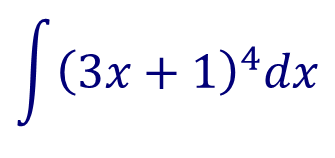 ∫(3x + 1)⁴dx